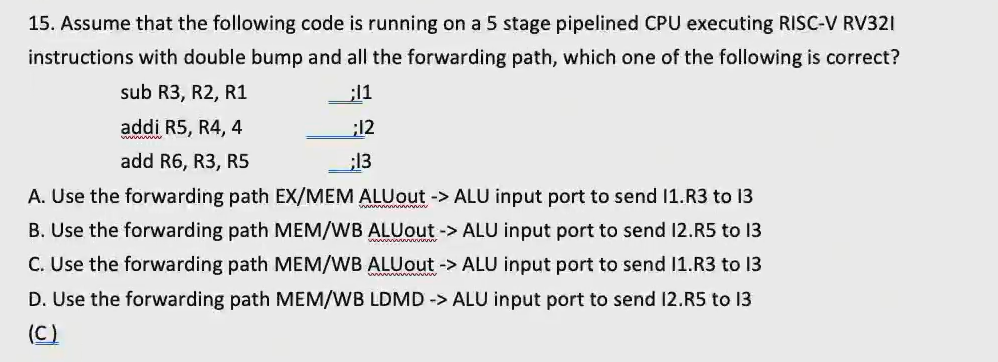 15. Assume that the following code is running on a 5 stage pipelined CPU executing RISC-V RV32I
instructions with double bump and all the forwarding path, which one of the following is correct?
sub R3, R2, R1 ;I1
addi R5, R4, 4 ;I2
add R6, R3, R5 ;I3
A. Use the forwarding path EX/MEM ALUout -> ALU input port to send I1.R3 to I3
B. Use the forwarding path MEM/WB ALUout -> ALU input port to send I2.R5 to I3
C. Use the forwarding path MEM/WB ALUout -> ALU input port to send I1.R3 to I3
D. Use the forwarding path MEM/WB LDMD -> ALU input port to send I2.R5 to I3
(C)